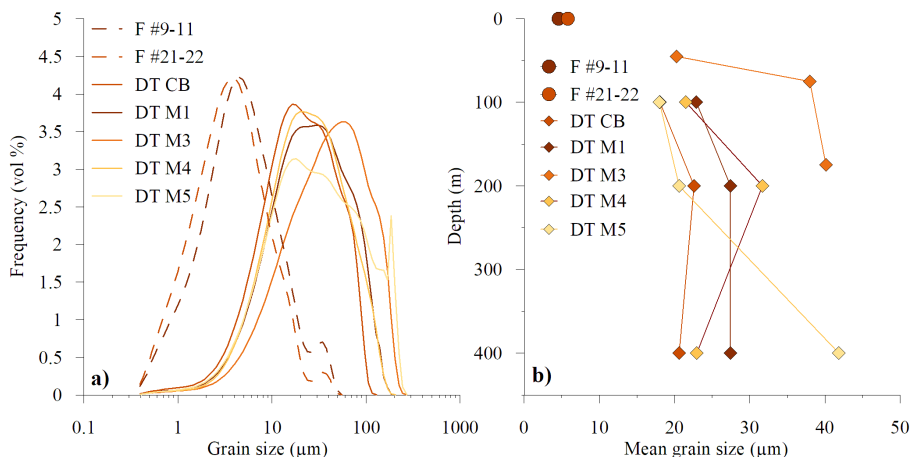 5
4.5
4
3.5
3
2.5
2
1.5
1
0.5
0
Frequency (vol %)
F #9-11
F #21-22
DT CB
DT M1
DT M3
DT M4
DT M5
a)
0.1 1 10 100 1000
Grain size (μm)
0
100
200
300
400
Depth (m)
F #9-11
F #21-22
DT CB
DT M1
DT M3
DT M4
DT M5
b)
0 10 20 30 40 50
Mean grain size (μm)